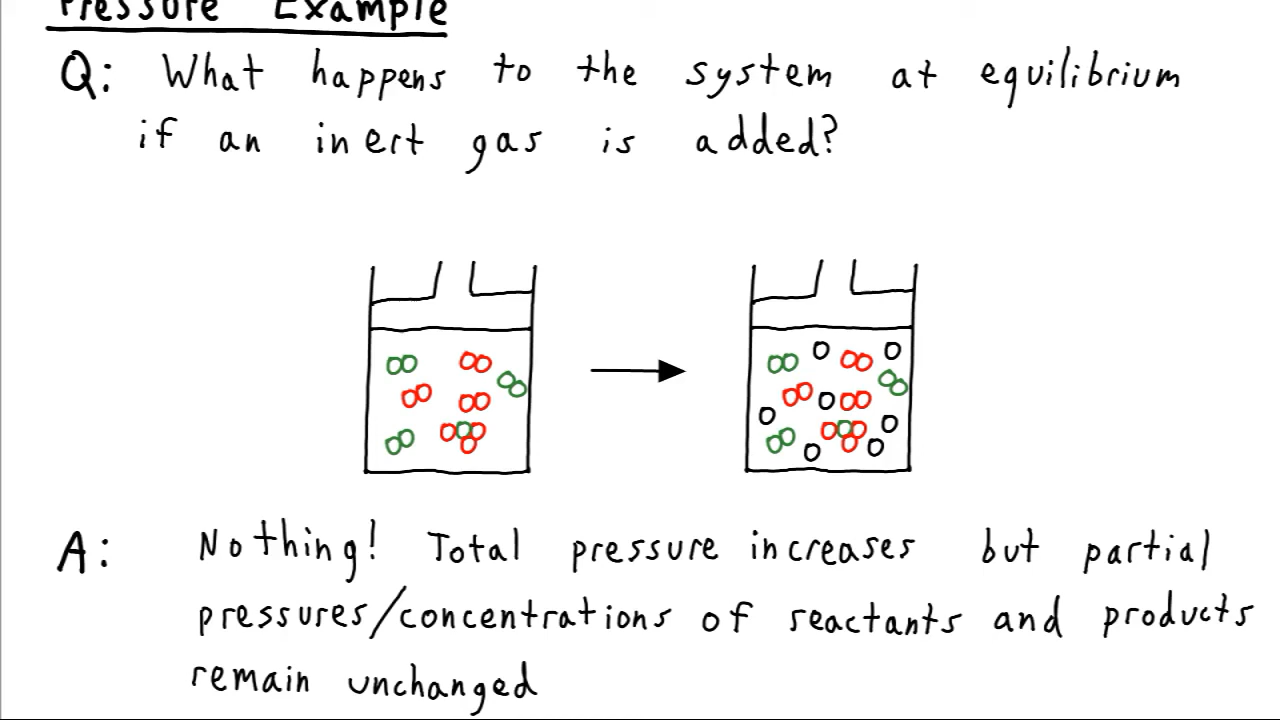 Pressure Example
Q: What happens to the system at equilibrium
if an inert gas is added?
A: Nothing! Total pressure increases but partial
pressures/concentrations of reactants and products
remain unchanged